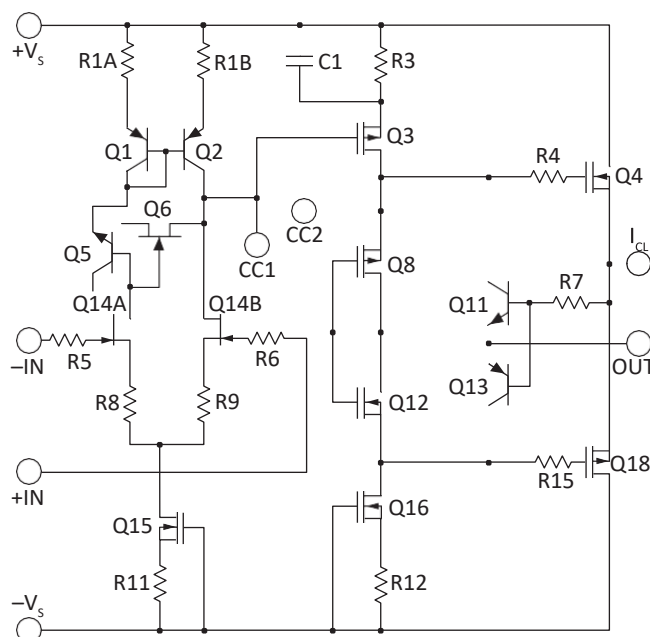 +Vs
R1A
R1B
C1
R3
Q1
Q2
Q3
R4
Q4
Q6
Q5
CC1
CC2
Q8
ICL
Q14A
Q14B
Q11
R7
–IN
R5
R6
OUT
Q13
R8
R9
Q12
+IN
R15
Q18
Q15
Q16
R11
R12
–Vs